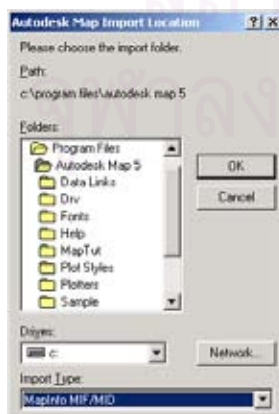 Autodesk Map Import Location
Please choose the import folder.
Path:
c:\program files\autodesk map 5
Folders:
Program Files
Autodesk Map 5
Data Links
Drv
Fonts
Help
MapTut
Plot Styles
Plotters
Sample
OK
Cancel
Drives:
c:
Network...
Import Type:
MapInfo MIF/MID